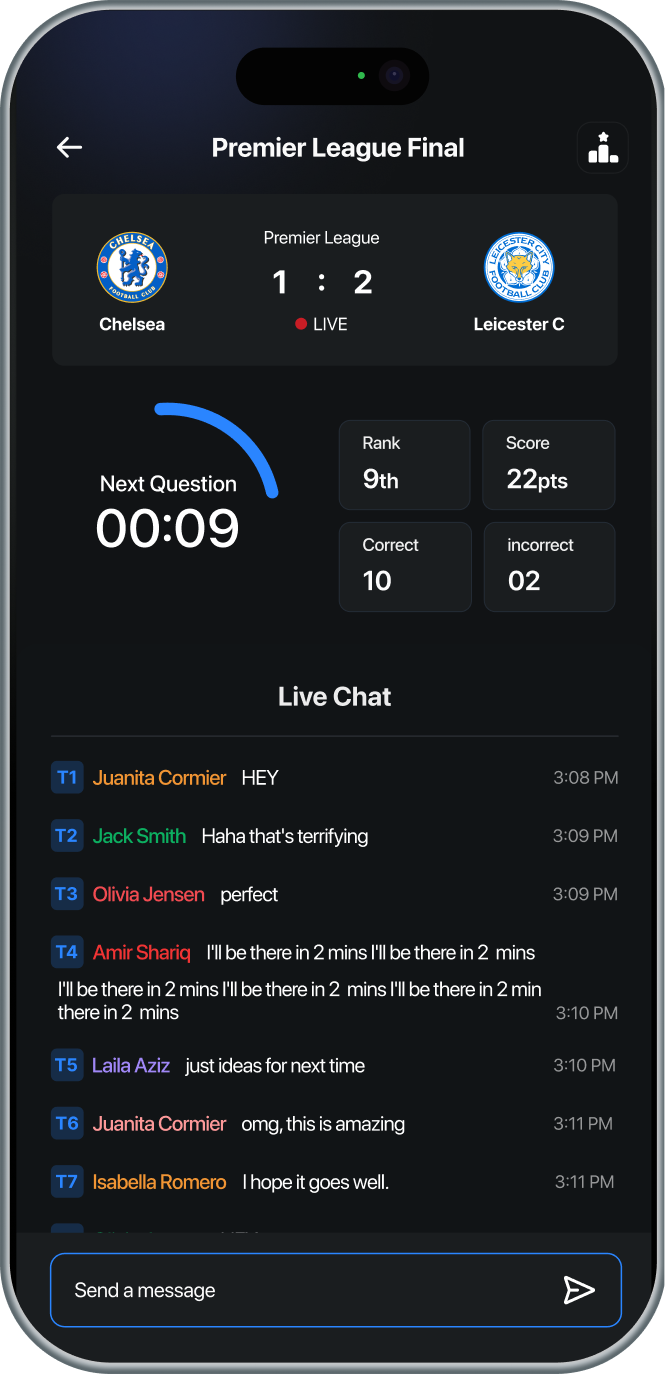 Premier League Final
Premier League
CHELSEA
FOOTBALL CLUB
1 : 2
LEICESTER CITY
FOOTBALL CLUB
Chelsea
LIVE
Leicester C
Next Question
00:09
Rank
9th
Score
22pts
Correct
10
incorrect
02
Live Chat
T1 Juanita Cormier HEY 3:08 PM
T2 Jack Smith Haha that's terrifying 3:09 PM
T3 Olivia Jensen perfect 3:09 PM
T4 Amir Shariq I'll be there in 2 mins I'll be there in 2 mins
I'll be there in 2 mins I'll be there in 2 mins I'll be there in 2 min
there in 2 mins 3:10 PM
T5 Laila Aziz just ideas for next time 3:10 PM
T6 Juanita Cormier omg, this is amazing 3:11 PM
T7 Isabella Romero I hope it goes well. 3:11 PM
Send a message